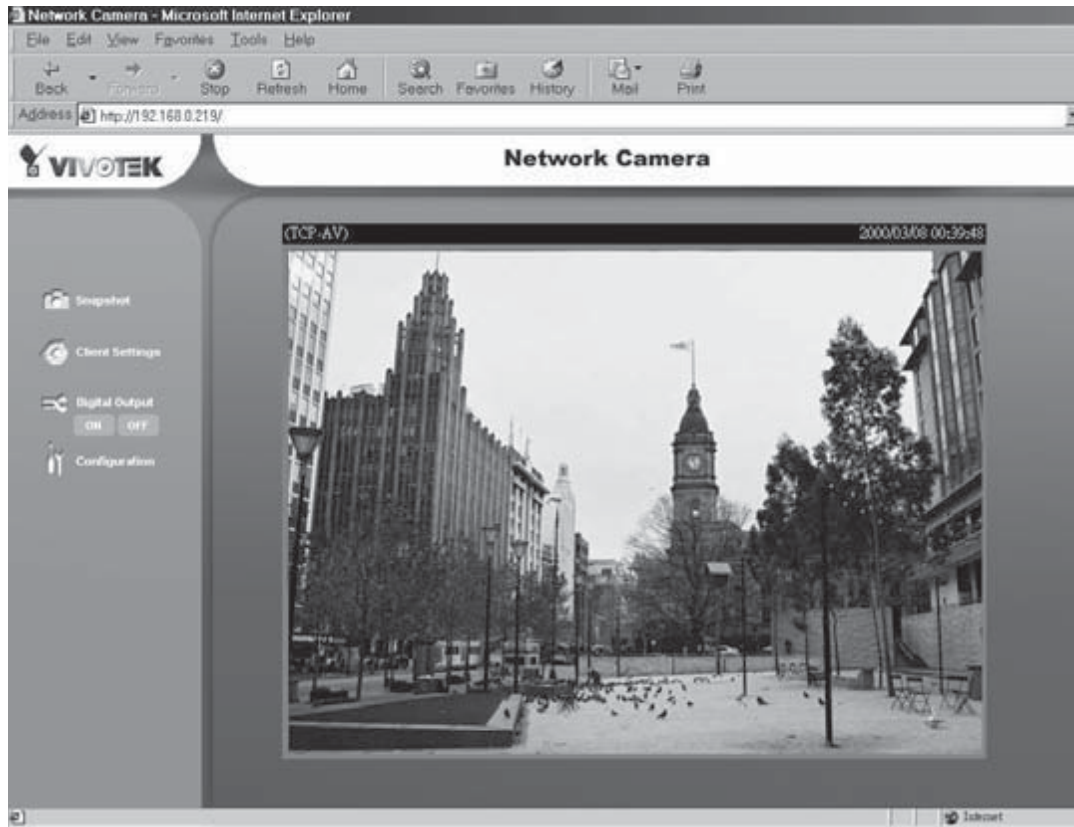 Network Camera - Microsoft Internet Explorer
File Edit View Favorites Tools Help
Back Forward Stop Refresh Home Search Favorites History Mail Print
Address http://192.168.0.219/
VIVOTEK
Network Camera
(TCP-AV) 2000/03/08 00:39:48
Snapshot
Client Settings
Digital Output
ON OFF
Configuration
Internet